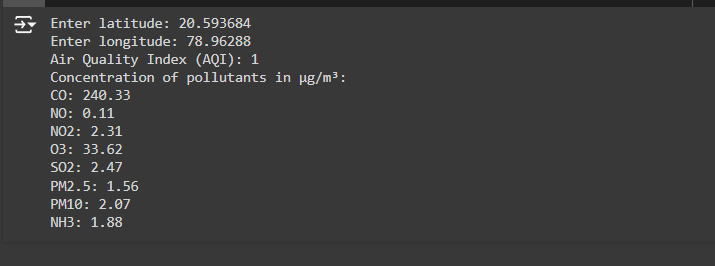 Enter latitude: 20.593684
Enter longitude: 78.96288
Air Quality Index (AQI): 1
Concentration of pollutants in µg/m³:
CO: 240.33
NO: 0.11
NO2: 2.31
O3: 33.62
SO2: 2.47
PM2.5: 1.56
PM10: 2.07
NH3: 1.88